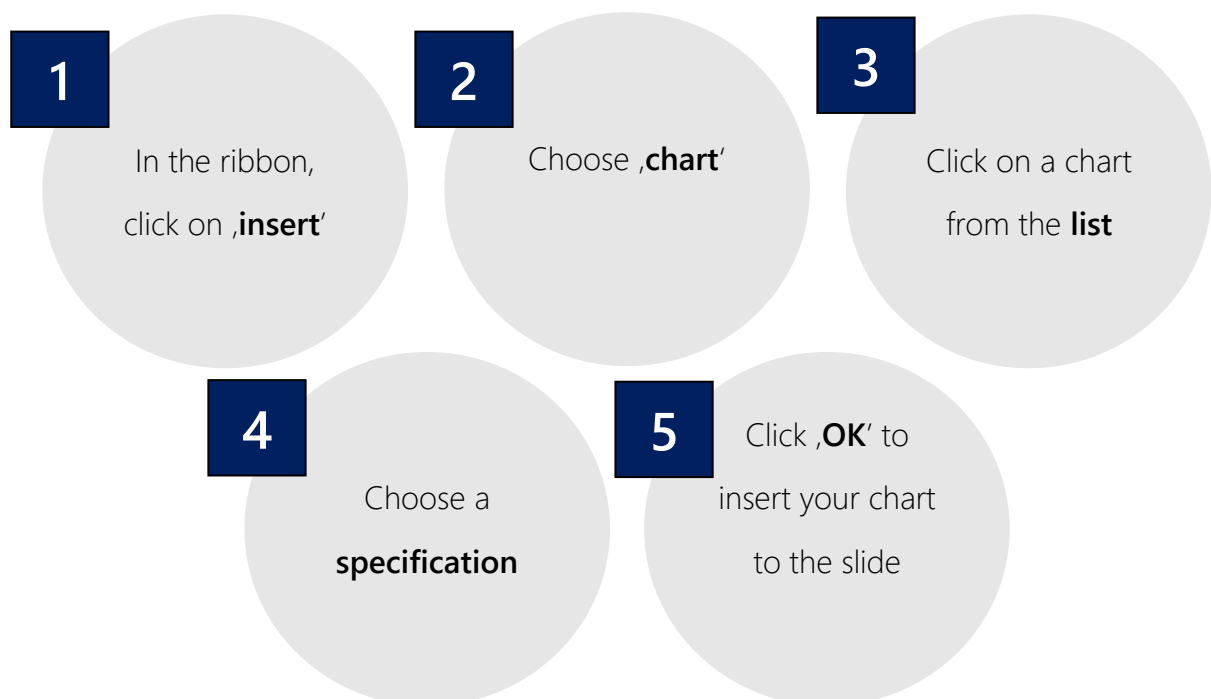 1
In the ribbon,
click on ‚insert‘
2
Choose ‚chart‘
3
Click on a chart
from the list
4
Choose a
specification
5
Click ‚OK‘ to
insert your chart
to the slide